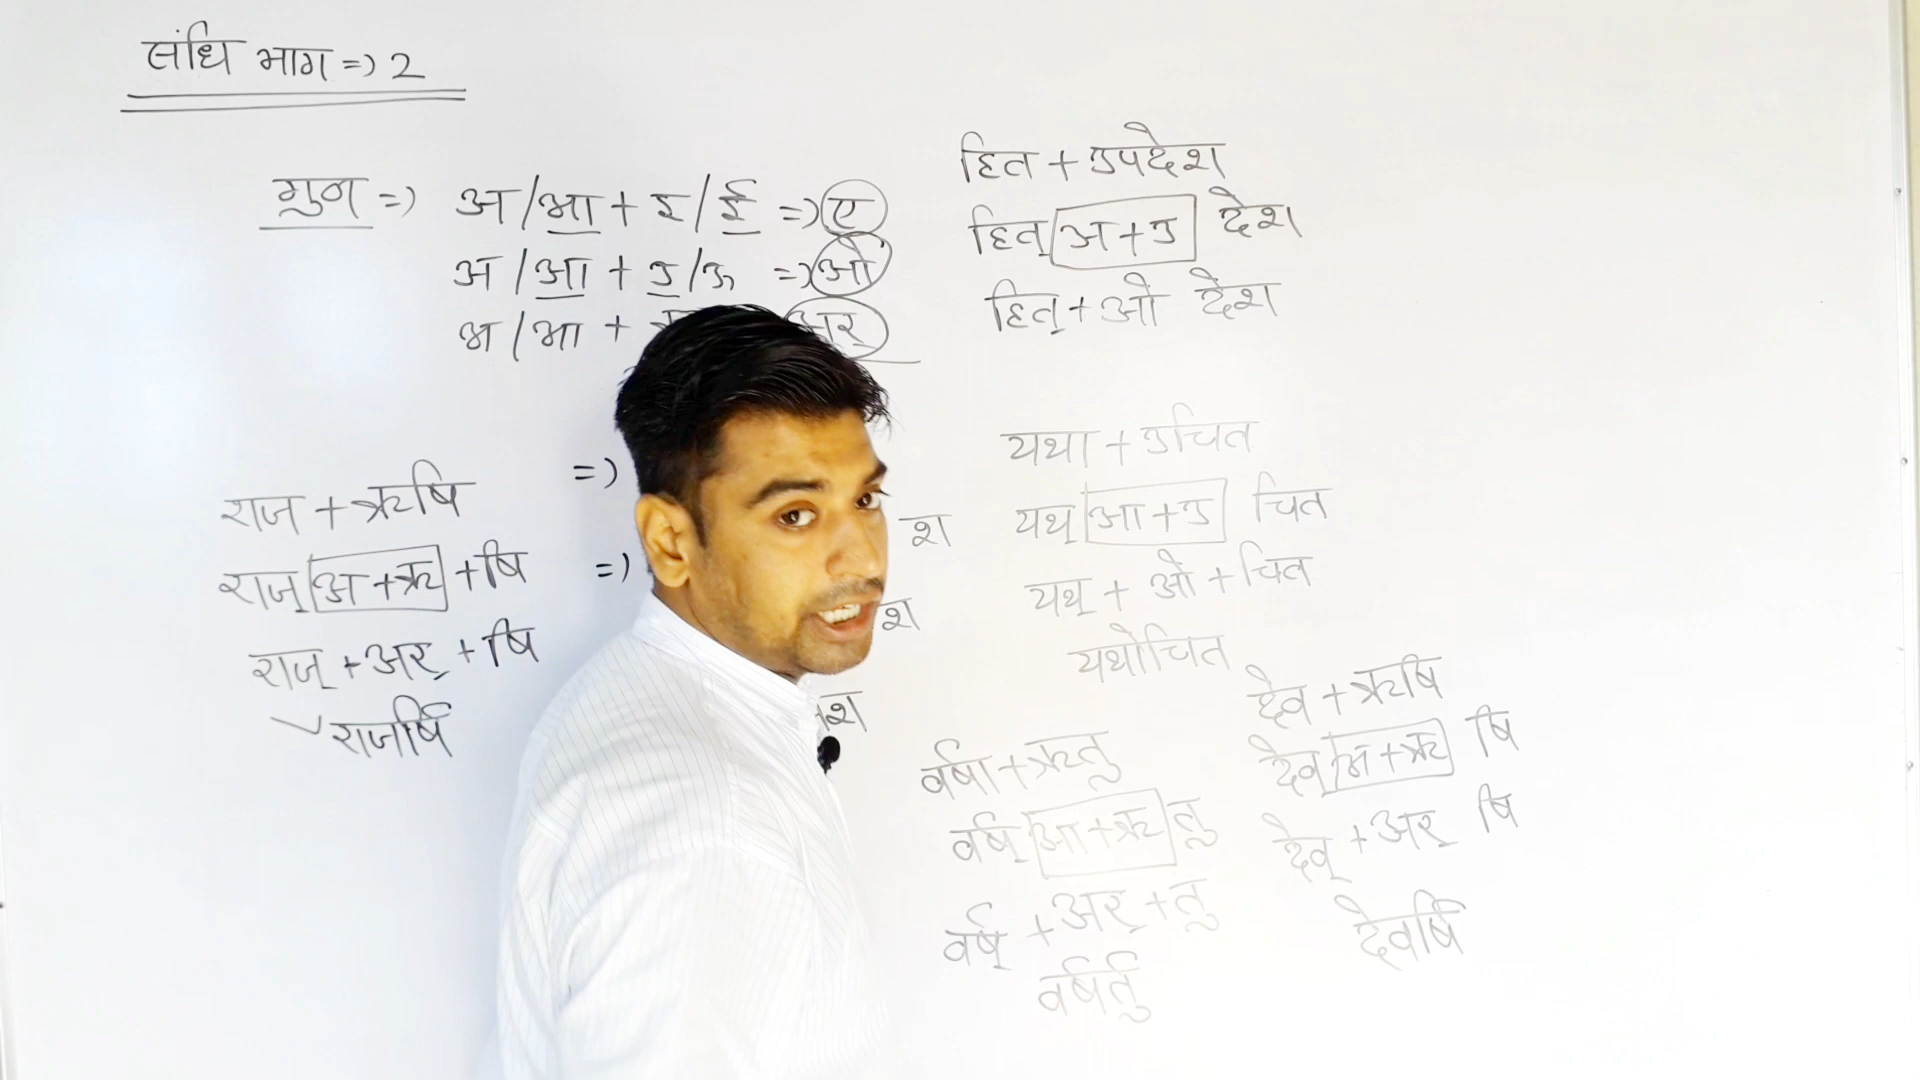 संधि भाग => 2
गुन => अ/आ + इ/ई => ए
अ/आ + उ/ऊ => ओ
अ/आ + अर्
हित + उपदेश
हित् अ+उ देश
हित् + ओ देश
राज + ऋषि
राज् अ+ऋ + षि
राज् + अर् + षि
राजर्षि
=>
=>
श
श
श
यथा + उचित
यथ् आ+उ चित
यथ् + ओ + चित
यथोचित
वर्षा + ऋतु
वर्ष् आ+ऋ तु
वर्ष् + अर् + तु
वर्षर्तु
देव + ऋषि
देव् अ+ऋ षि
देव् + अर् षि
देवर्षि